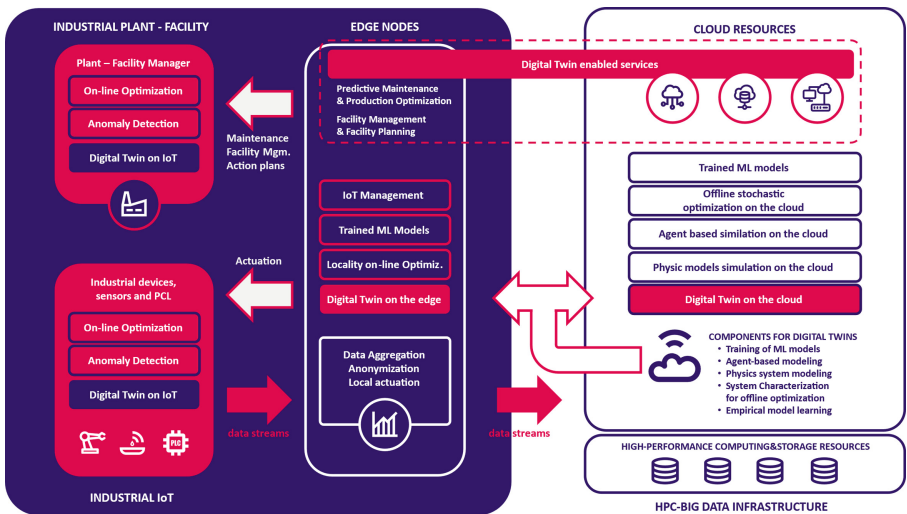 INDUSTRIAL PLANT - FACILITY
Plant – Facility Manager
On-line Optimization
Anomaly Detection
Digital Twin on IoT
Maintenance
Facility Mgm.
Action plans
Actuation
Industrial devices,
sensors and PCL
On-line Optimization
Anomaly Detection
Digital Twin on IoT
PLC
data streams
INDUSTRIAL IoT
EDGE NODES
Digital Twin enabled services
Predictive Maintenance
& Production Optimization
Facility Management
& Facility Planning
IoT Management
Trained ML Models
Locality on-line Optimiz.
Digital Twin on the edge
Data Aggregation
Anonymization
Local actuation
data streams
CLOUD RESOURCES
Trained ML models
Offline stochastic
optimization on the cloud
Agent based similation on the cloud
Physic models simulation on the cloud
Digital Twin on the cloud
COMPONENTS FOR DIGITAL TWINS
• Training of ML models
• Agent-based modeling
• Physics system modeling
• System Characterization
for offline optimization
• Empirical model learning
HIGH-PERFORMANCE COMPUTING&STORAGE RESOURCES
HPC-BIG DATA INFRASTRUCTURE